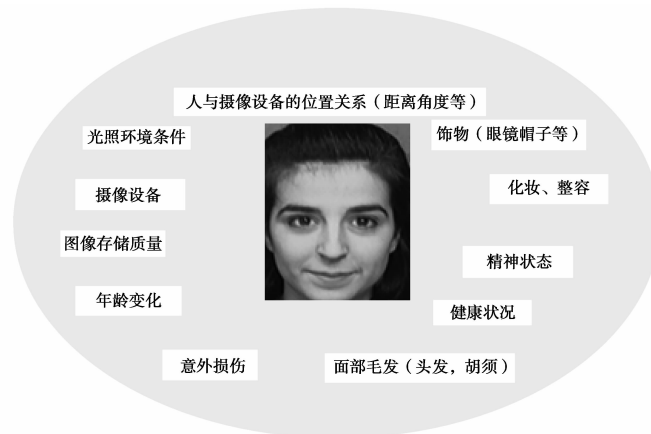 人与摄像设备的位置关系（距离角度等）
光照环境条件
饰物（眼镜帽子等）
摄像设备
化妆、整容
图像存储质量
精神状态
年龄变化
健康状况
意外损伤
面部毛发（头发，胡须）